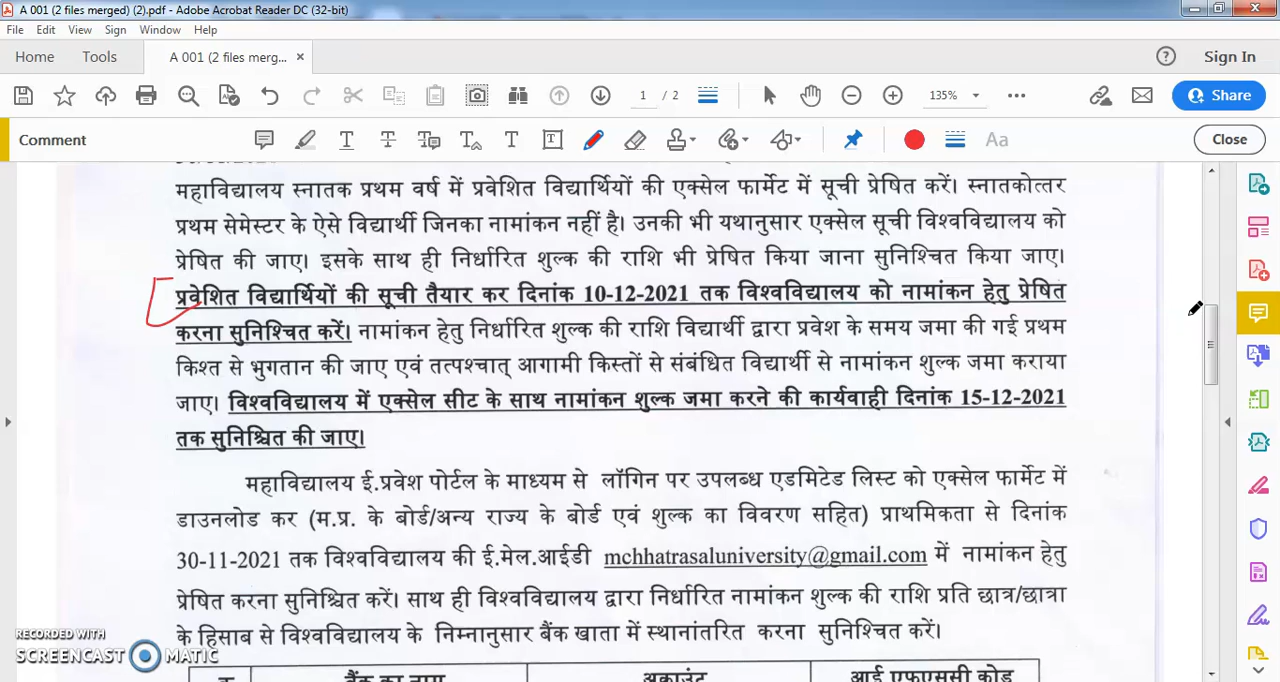 A 001 (2 files merged) (2).pdf - Adobe Acrobat Reader DC (32-bit)
File Edit View Sign Window Help
Home Tools A 001 (2 files merg... × Sign In
1 / 2 135% Share
Comment Close
महाविद्यालय स्नातक प्रथम वर्ष में प्रवेशित विद्यार्थियों की एक्सेल फार्मेट में सूची प्रेषित करें। स्नातकोत्तर
प्रथम सेमेस्टर के ऐसे विद्यार्थी जिनका नामांकन नहीं है। उनकी भी यथानुसार एक्सेल सूची विश्वविद्यालय को
प्रेषित की जाए। इसके साथ ही निर्धारित शुल्क की राशि भी प्रेषित किया जाना सुनिश्चित किया जाए।
प्रवेशित विद्यार्थियों की सूची तैयार कर दिनांक 10-12-2021 तक विश्वविद्यालय को नामांकन हेतु प्रेषित
करना सुनिश्चित करें। नामांकन हेतु निर्धारित शुल्क की राशि विद्यार्थी द्वारा प्रवेश के समय जमा की गई प्रथम
किश्त से भुगतान की जाए एवं तत्पश्चात् आगामी किस्तों से संबंधित विद्यार्थी से नामांकन शुल्क जमा कराया
जाए। विश्वविद्यालय में एक्सेल सीट के साथ नामांकन शुल्क जमा करने की कार्यवाही दिनांक 15-12-2021
तक सुनिश्चित की जाए।
महाविद्यालय ई.प्रवेश पोर्टल के माध्यम से लॉगिन पर उपलब्ध एडमिटेड लिस्ट को एक्सेल फार्मेट में
डाउनलोड कर (म.प्र. के बोर्ड/अन्य राज्य के बोर्ड एवं शुल्क का विवरण सहित) प्राथमिकता से दिनांक
30-11-2021 तक विश्वविद्यालय की ई.मेल.आईडी mchhatrasaluniversity@gmail.com में नामांकन हेतु
प्रेषित करना सुनिश्चित करें। साथ ही विश्वविद्यालय द्वारा निर्धारित नामांकन शुल्क की राशि प्रति छात्र/छात्रा
के हिसाब से विश्वविद्यालय के निम्नानुसार बैंक खाता में स्थानांतरित करना सुनिश्चित करें।
बैंक का नाम अकाउंट आई एफएससी कोड
RECORDED WITH
SCREENCAST MATIC